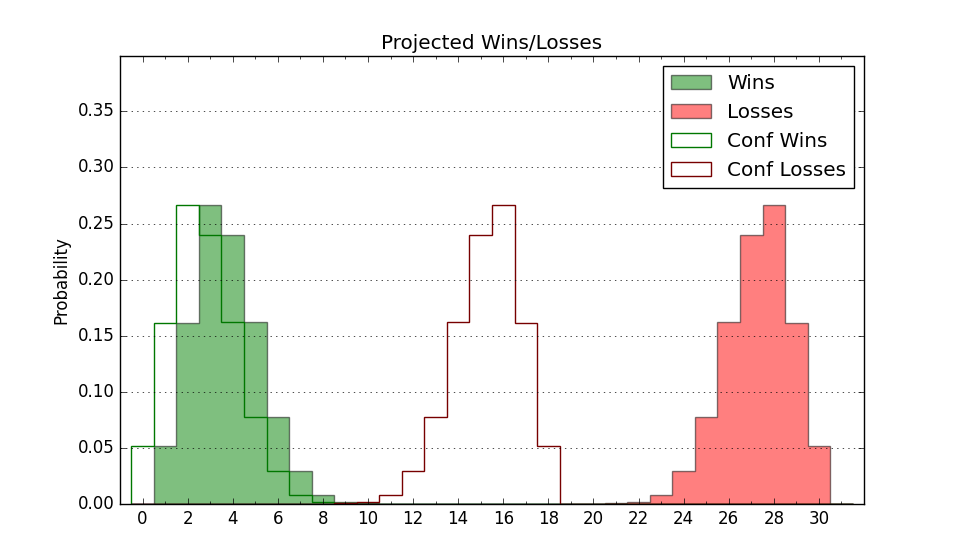 Projected Wins/Losses
Wins
Losses
Conf Wins
Conf Losses
Probability
0.35
0.30
0.25
0.20
0.15
0.10
0.05
0.00
0 2 4 6 8 10 12 14 16 18 20 22 24 26 28 30